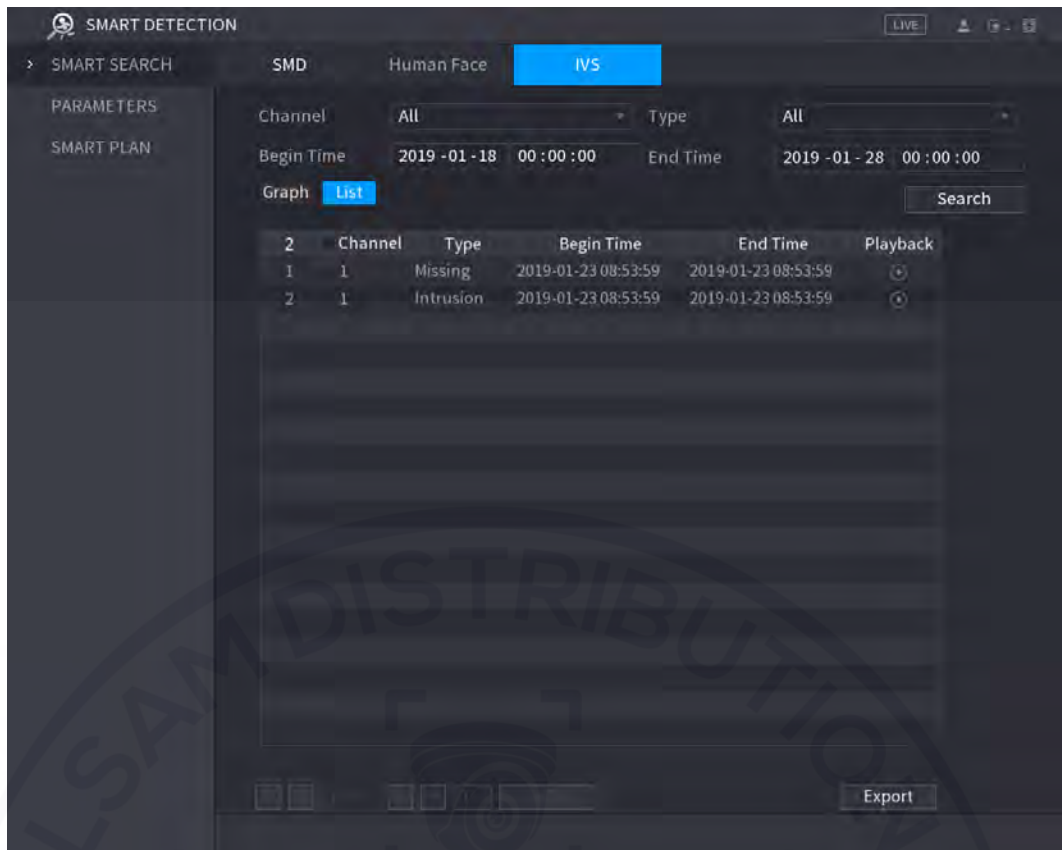 SMART DETECTION LIVE
SMART SEARCH SMD Human Face IVS
PARAMETERS
SMART PLAN
Channel All Type All
Begin Time 2019 -01 -18 00 :00 :00 End Time 2019 -01 - 28 00 :00 :00
Graph List Search
2 Channel Type Begin Time End Time Playback
1 1 Missing 2019-01-23 08:53:59 2019-01-23 08:53:59
2 1 Intrusion 2019-01-23 08:53:59 2019-01-23 08:53:59
Export
LSAM DISTRIBUTION